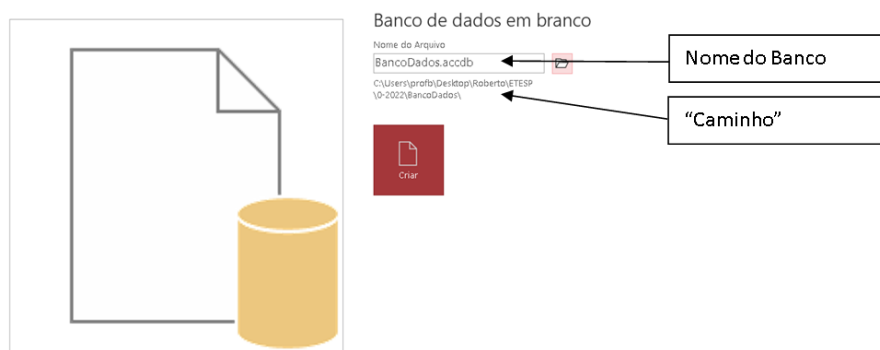 Banco de dados em branco
Nome do Arquivo
BancoDados.accdb
C:\Users\profb\Desktop\Roberto\ETESP
\0-2022\BancoDados\
Criar
Nome do Banco
“Caminho”